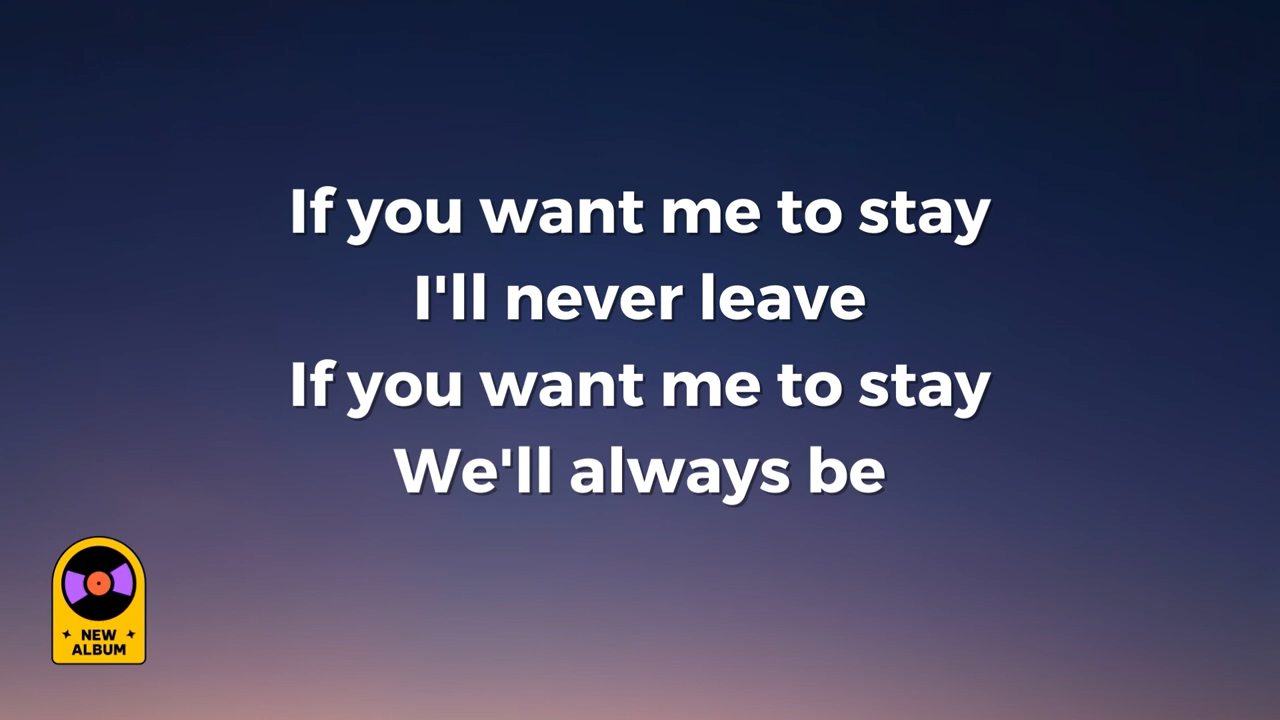 If you want me to stay
I'll never leave
If you want me to stay
We'll always be
NEW
ALBUM